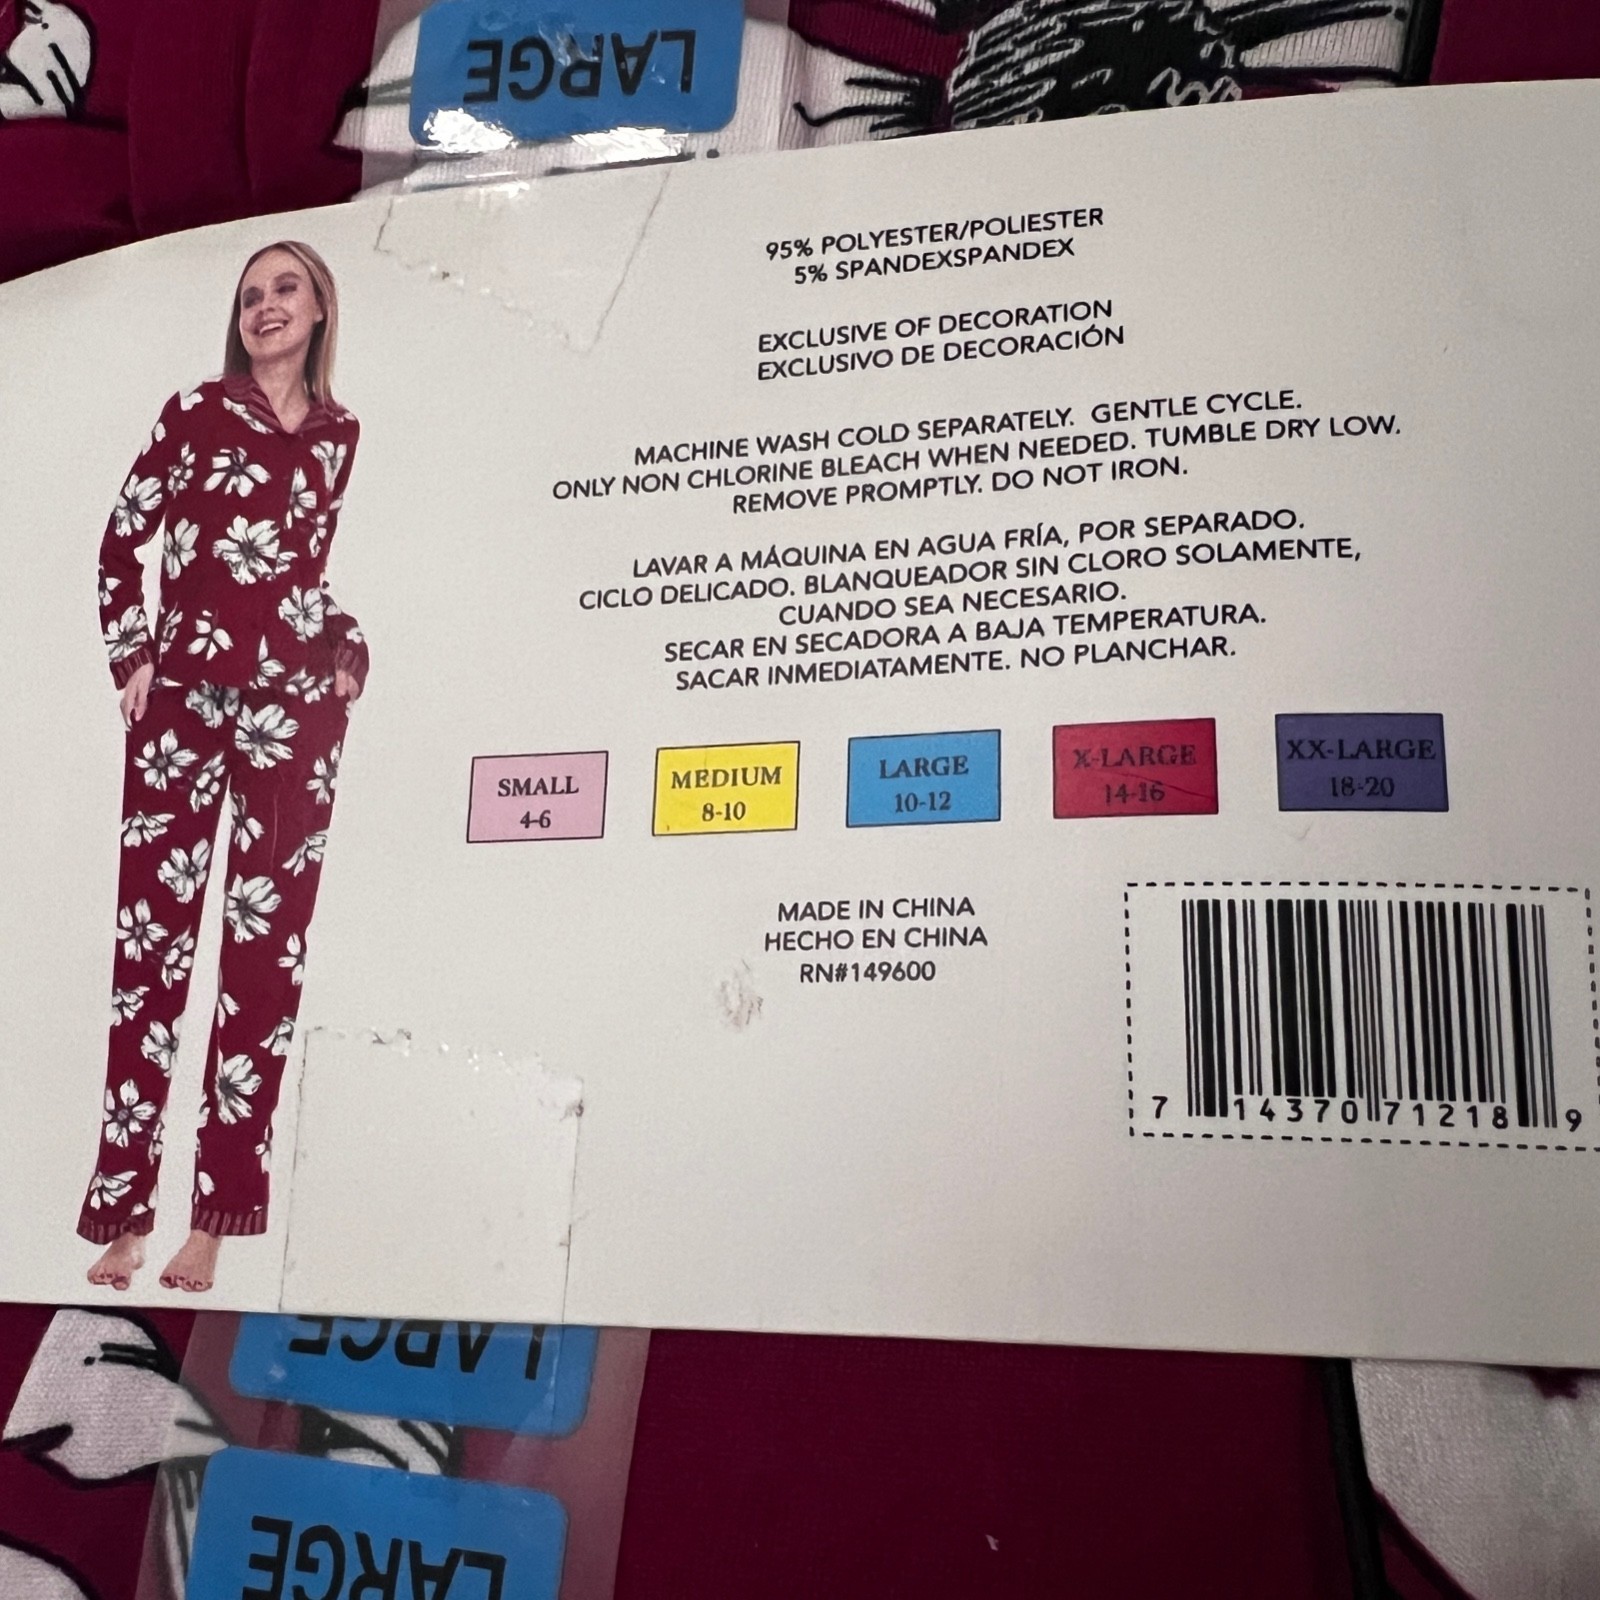 LARGE
95% POLYESTER/POLIESTER
5% SPANDEXSPANDEX
EXCLUSIVE OF DECORATION
EXCLUSIVO DE DECORACIÓN
MACHINE WASH COLD SEPARATELY. GENTLE CYCLE.
ONLY NON CHLORINE BLEACH WHEN NEEDED. TUMBLE DRY LOW.
REMOVE PROMPTLY. DO NOT IRON.
LAVAR A MÁQUINA EN AGUA FRÍA, POR SEPARADO.
CICLO DELICADO. BLANQUEADOR SIN CLORO SOLAMENTE,
CUANDO SEA NECESARIO.
SECAR EN SECADORA A BAJA TEMPERATURA.
SACAR INMEDIATAMENTE. NO PLANCHAR.
SMALL
4-6
MEDIUM
8-10
LARGE
10-12
X-LARGE
14-16
XX-LARGE
18-20
MADE IN CHINA
HECHO EN CHINA
RN#149600
7 14370 71218 9
LARGE
LARGE